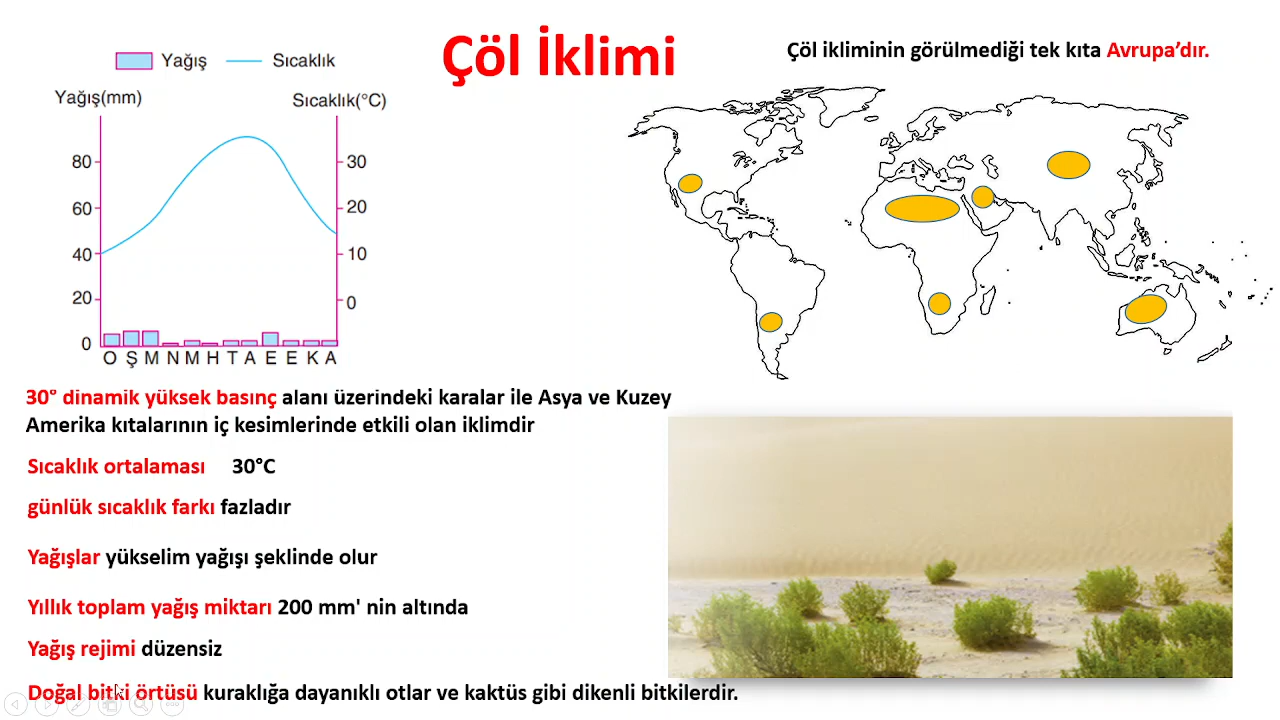 Çöl İklimi
Çöl ikliminin görülmediği tek kıta Avrupa’dır.
Yağış Sıcaklık
Yağış(mm) Sıcaklık(°C)
80 30
60 20
40 10
20 0
0
O Ş M N M H T A E E K A
30° dinamik yüksek basınç alanı üzerindeki karalar ile Asya ve Kuzey
Amerika kıtalarının iç kesimlerinde etkili olan iklimdir
Sıcaklık ortalaması 30°C
günlük sıcaklık farkı fazladır
Yağışlar yükselim yağışı şeklinde olur
Yıllık toplam yağış miktarı 200 mm' nin altında
Yağış rejimi düzensiz
Doğal bitki örtüsü kuraklığa dayanıklı otlar ve kaktüs gibi dikenli bitkilerdir.